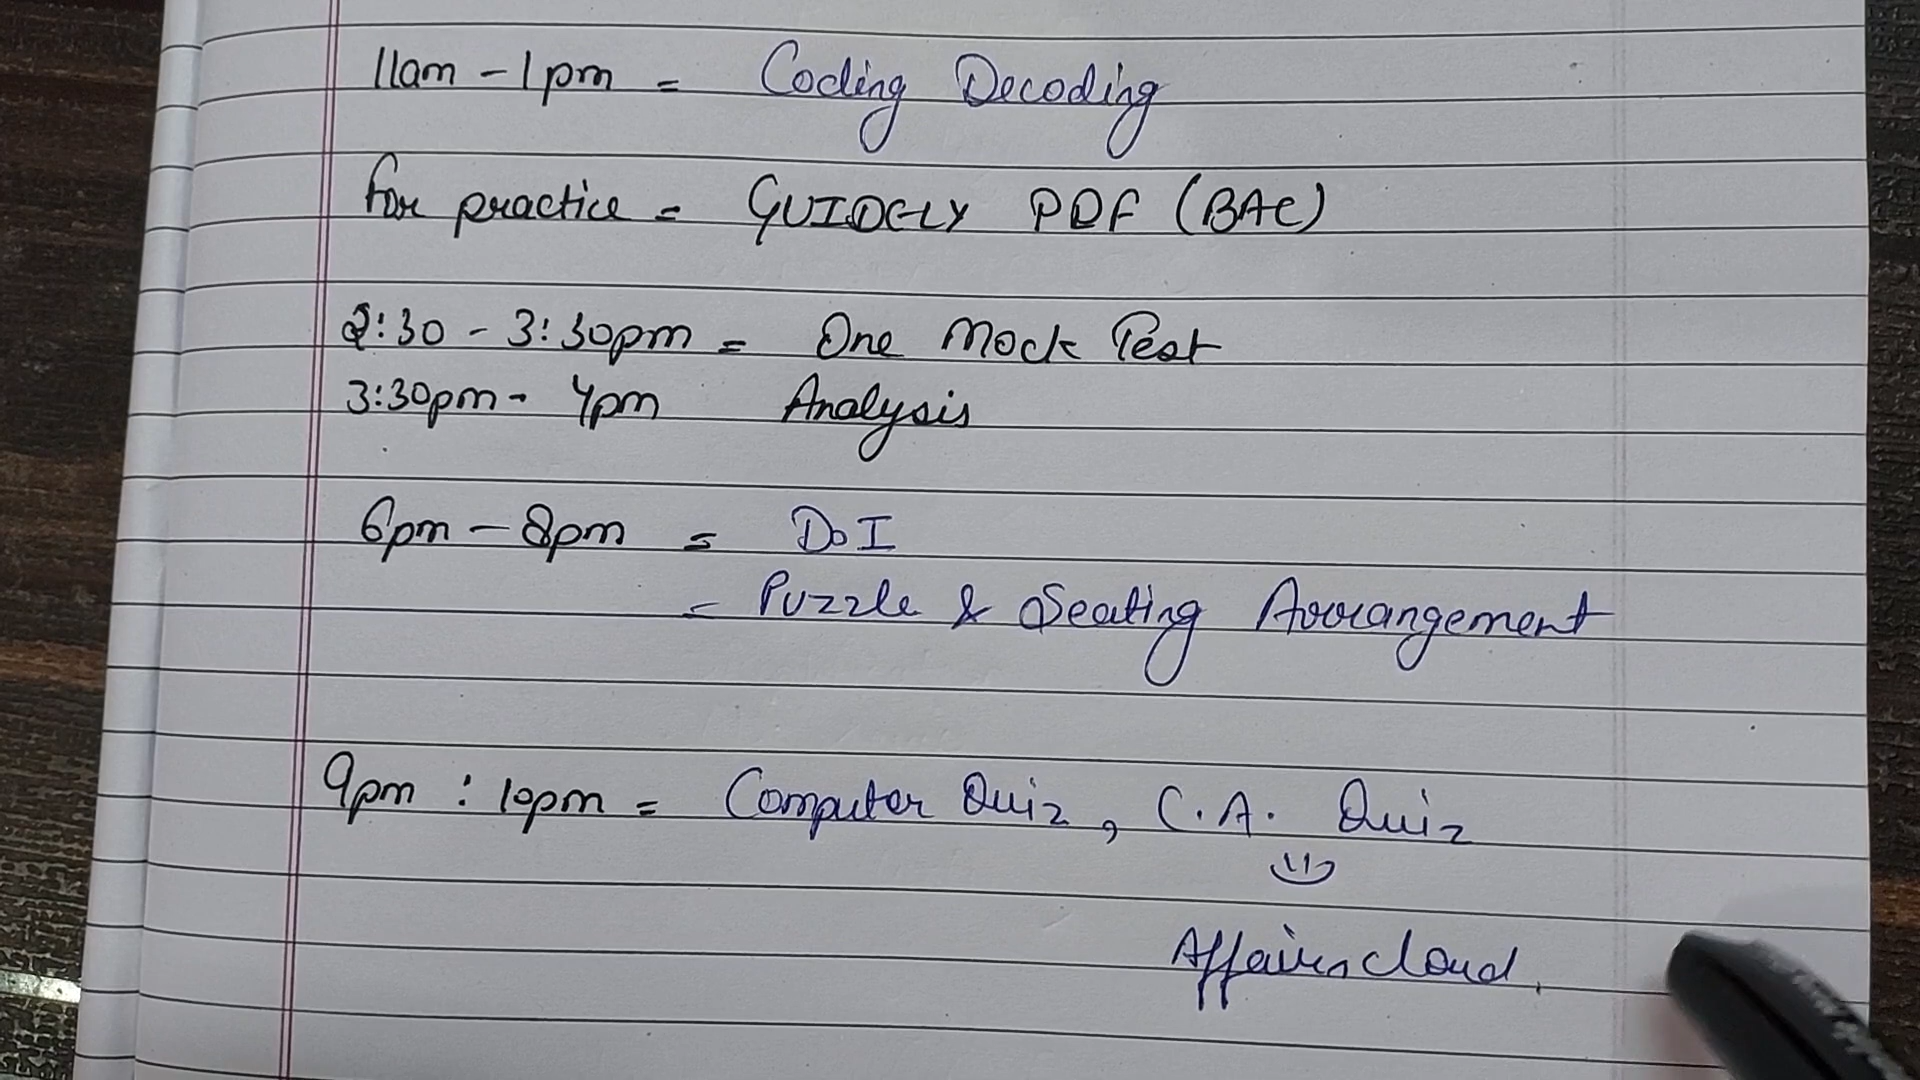 11am - 1pm = Coding Decoding
For practice = GUIDELY PDF (BAC)
2:30 - 3:30pm = One Mock Test
3:30pm - 4pm Analysis
6pm - 8pm = DoI
= Puzzle & Seating Arrangement
9pm : 10pm = Computer Quiz, C.A. Quiz
Affairscloud.